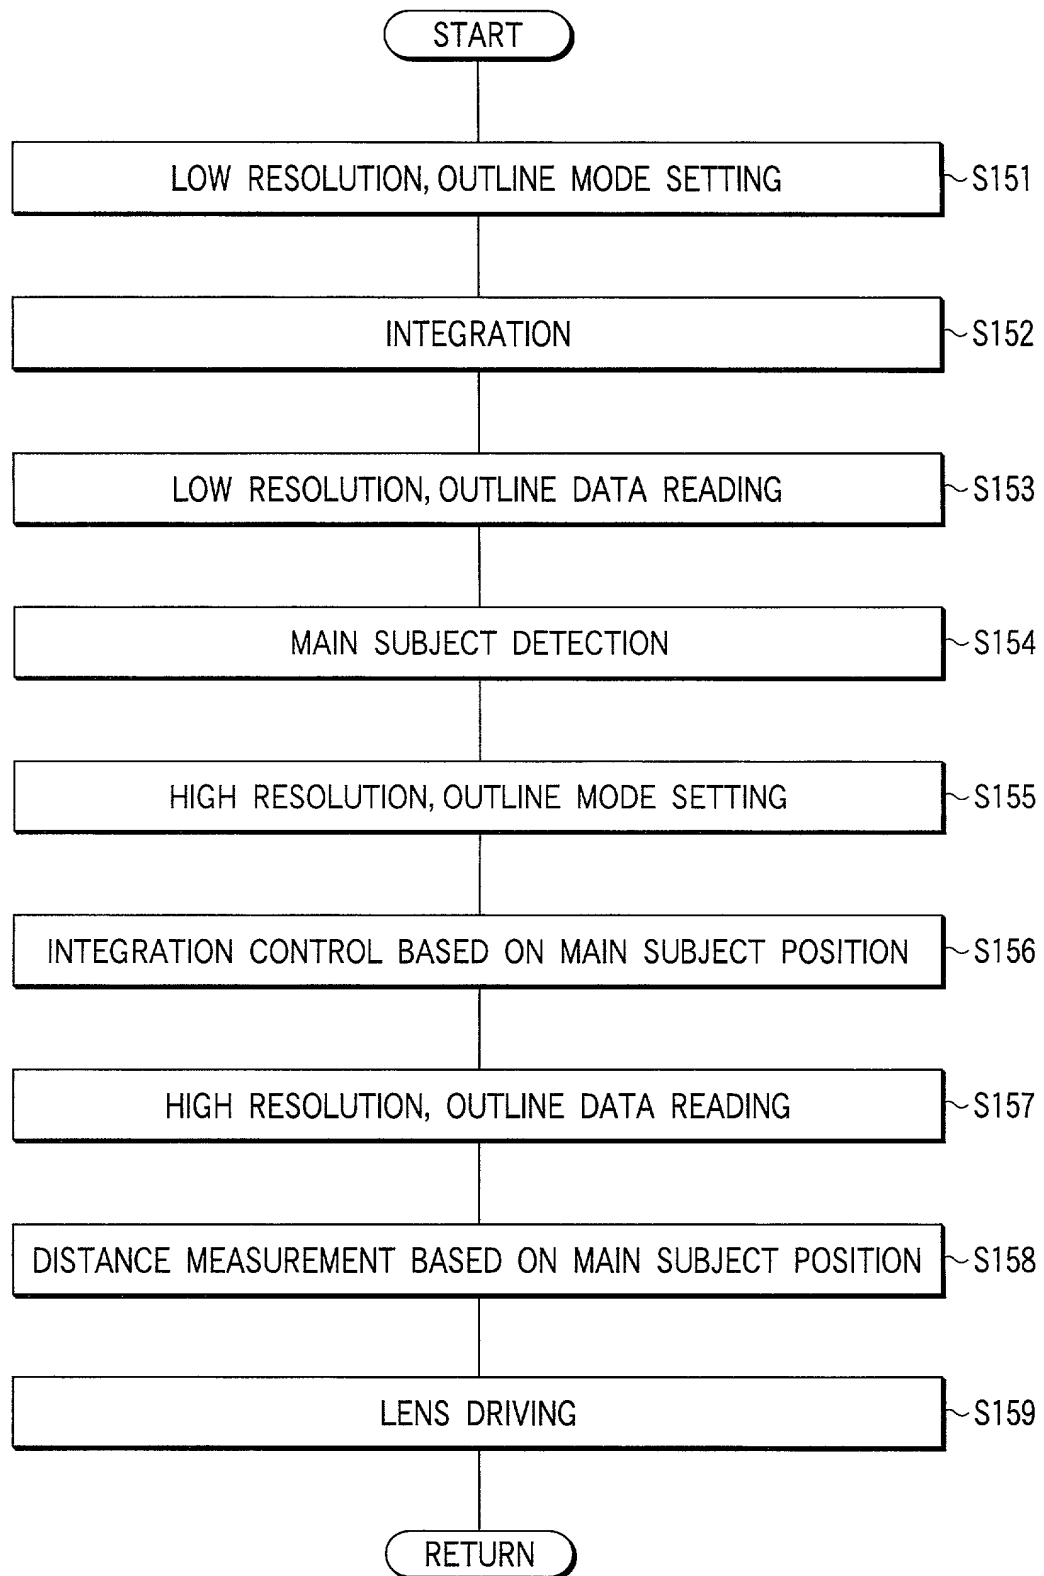 START
LOW RESOLUTION, OUTLINE MODE SETTING S151
INTEGRATION S152
LOW RESOLUTION, OUTLINE DATA READING S153
MAIN SUBJECT DETECTION S154
HIGH RESOLUTION, OUTLINE MODE SETTING S155
INTEGRATION CONTROL BASED ON MAIN SUBJECT POSITION S156
HIGH RESOLUTION, OUTLINE DATA READING S157
DISTANCE MEASUREMENT BASED ON MAIN SUBJECT POSITION S158
LENS DRIVING S159
RETURN